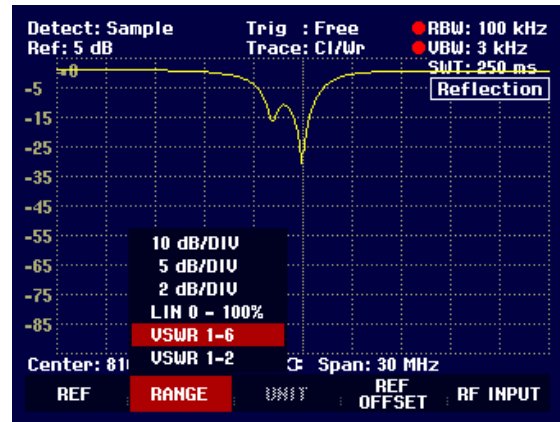 Detect: Sample Trig : Free RBW: 100 kHz
Ref: 5 dB Trace: Cl/Wr VBW: 3 kHz
SWT: 250 ms
0
Reflection
-5
-15
-25
-35
-45
-55
-75
-85
10 dB/DIV
5 dB/DIV
2 dB/DIV
LIN 0 - 100%
VSWR 1-6
VSWR 1-2
Center: Span: 30 MHz
REF RANGE UNIT REF OFFSET RF INPUT